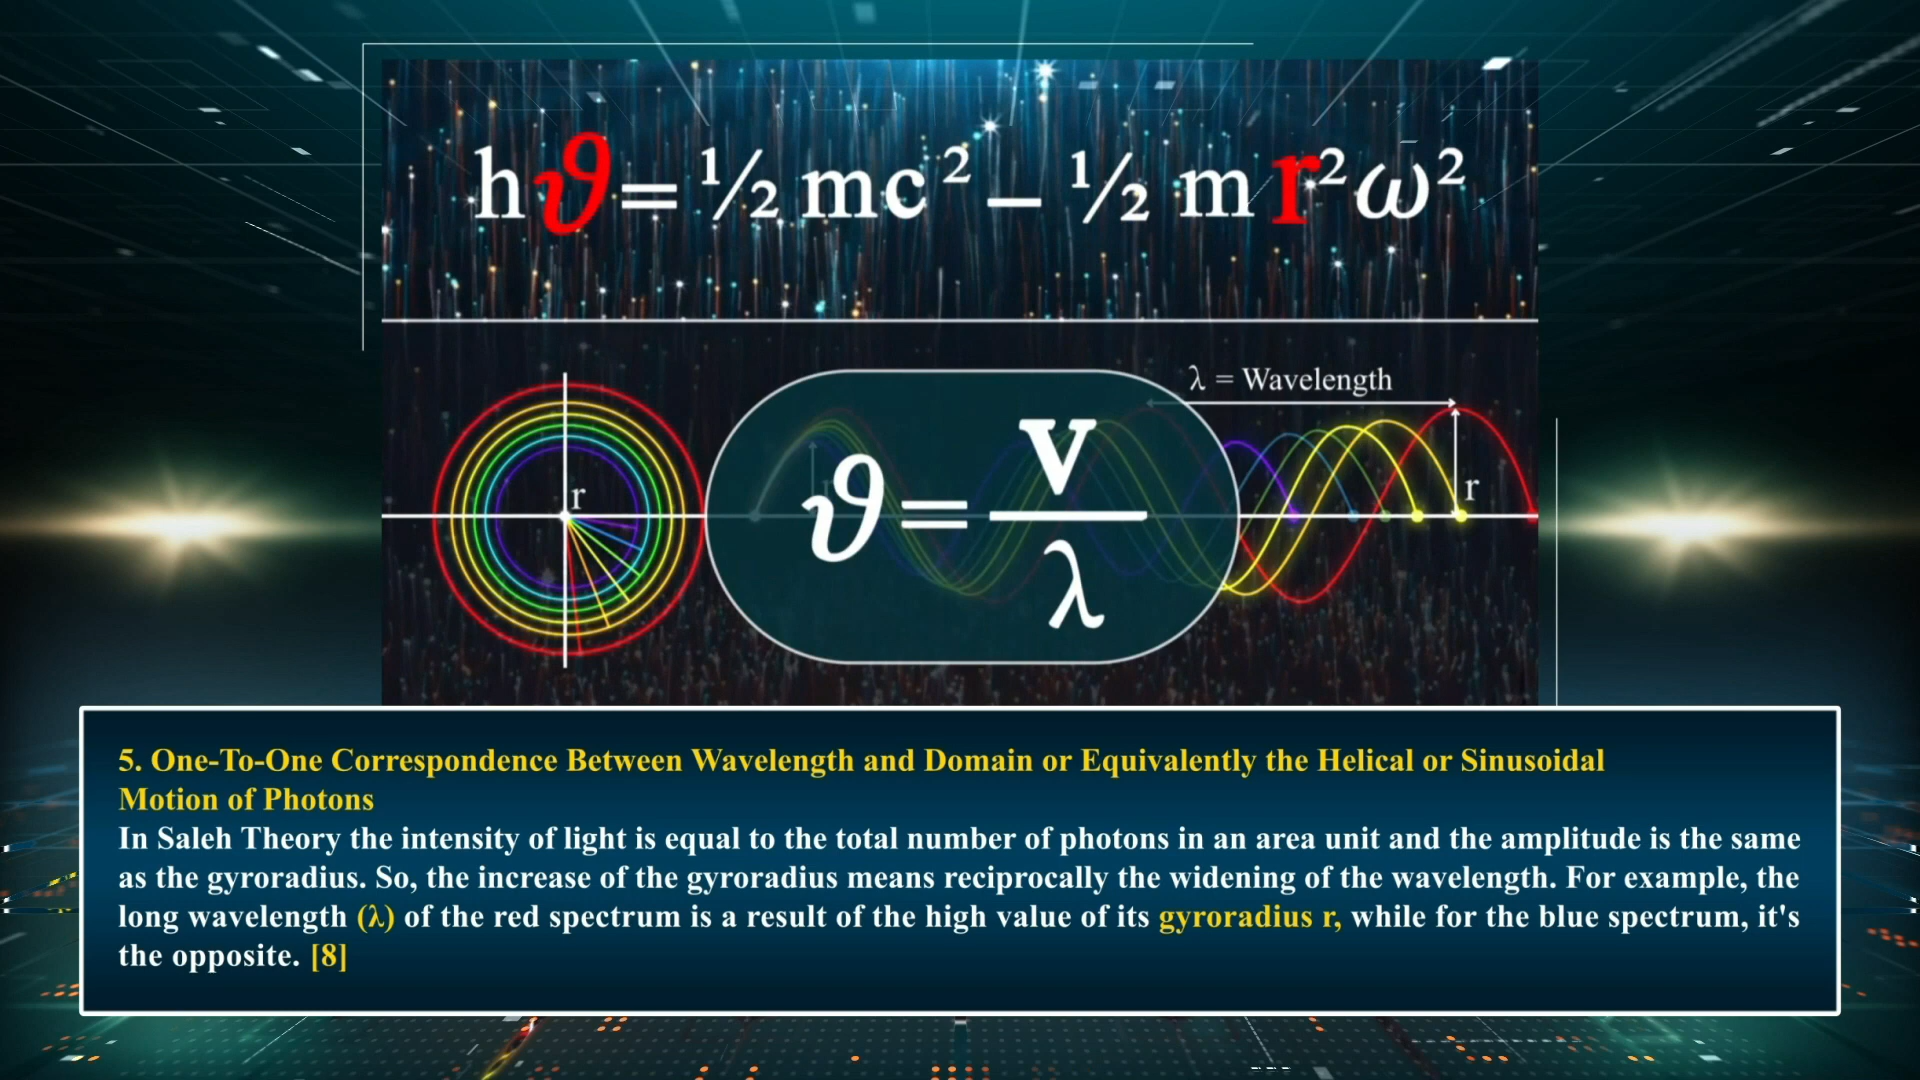 hϑ = ½ mc² – ½ m r²ω²
λ = Wavelength
r
ϑ = v/λ
r
5. One-To-One Correspondence Between Wavelength and Domain or Equivalently the Helical or Sinusoidal
Motion of Photons
In Saleh Theory the intensity of light is equal to the total number of photons in an area unit and the amplitude is the same
as the gyroradius. So, the increase of the gyroradius means reciprocally the widening of the wavelength. For example, the
long wavelength (λ) of the red spectrum is a result of the high value of its gyroradius r, while for the blue spectrum, it's
the opposite. [8]